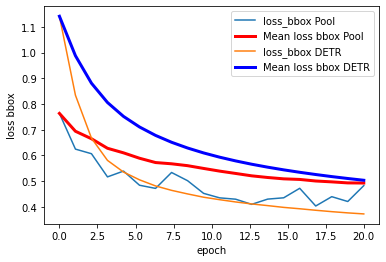 loss_bbox Pool
Mean loss bbox Pool
loss_bbox DETR
Mean loss bbox DETR
loss bbox
1.1
1.0
0.9
0.8
0.7
0.6
0.5
0.4
0.0 2.5 5.0 7.5 10.0 12.5 15.0 17.5 20.0
epoch